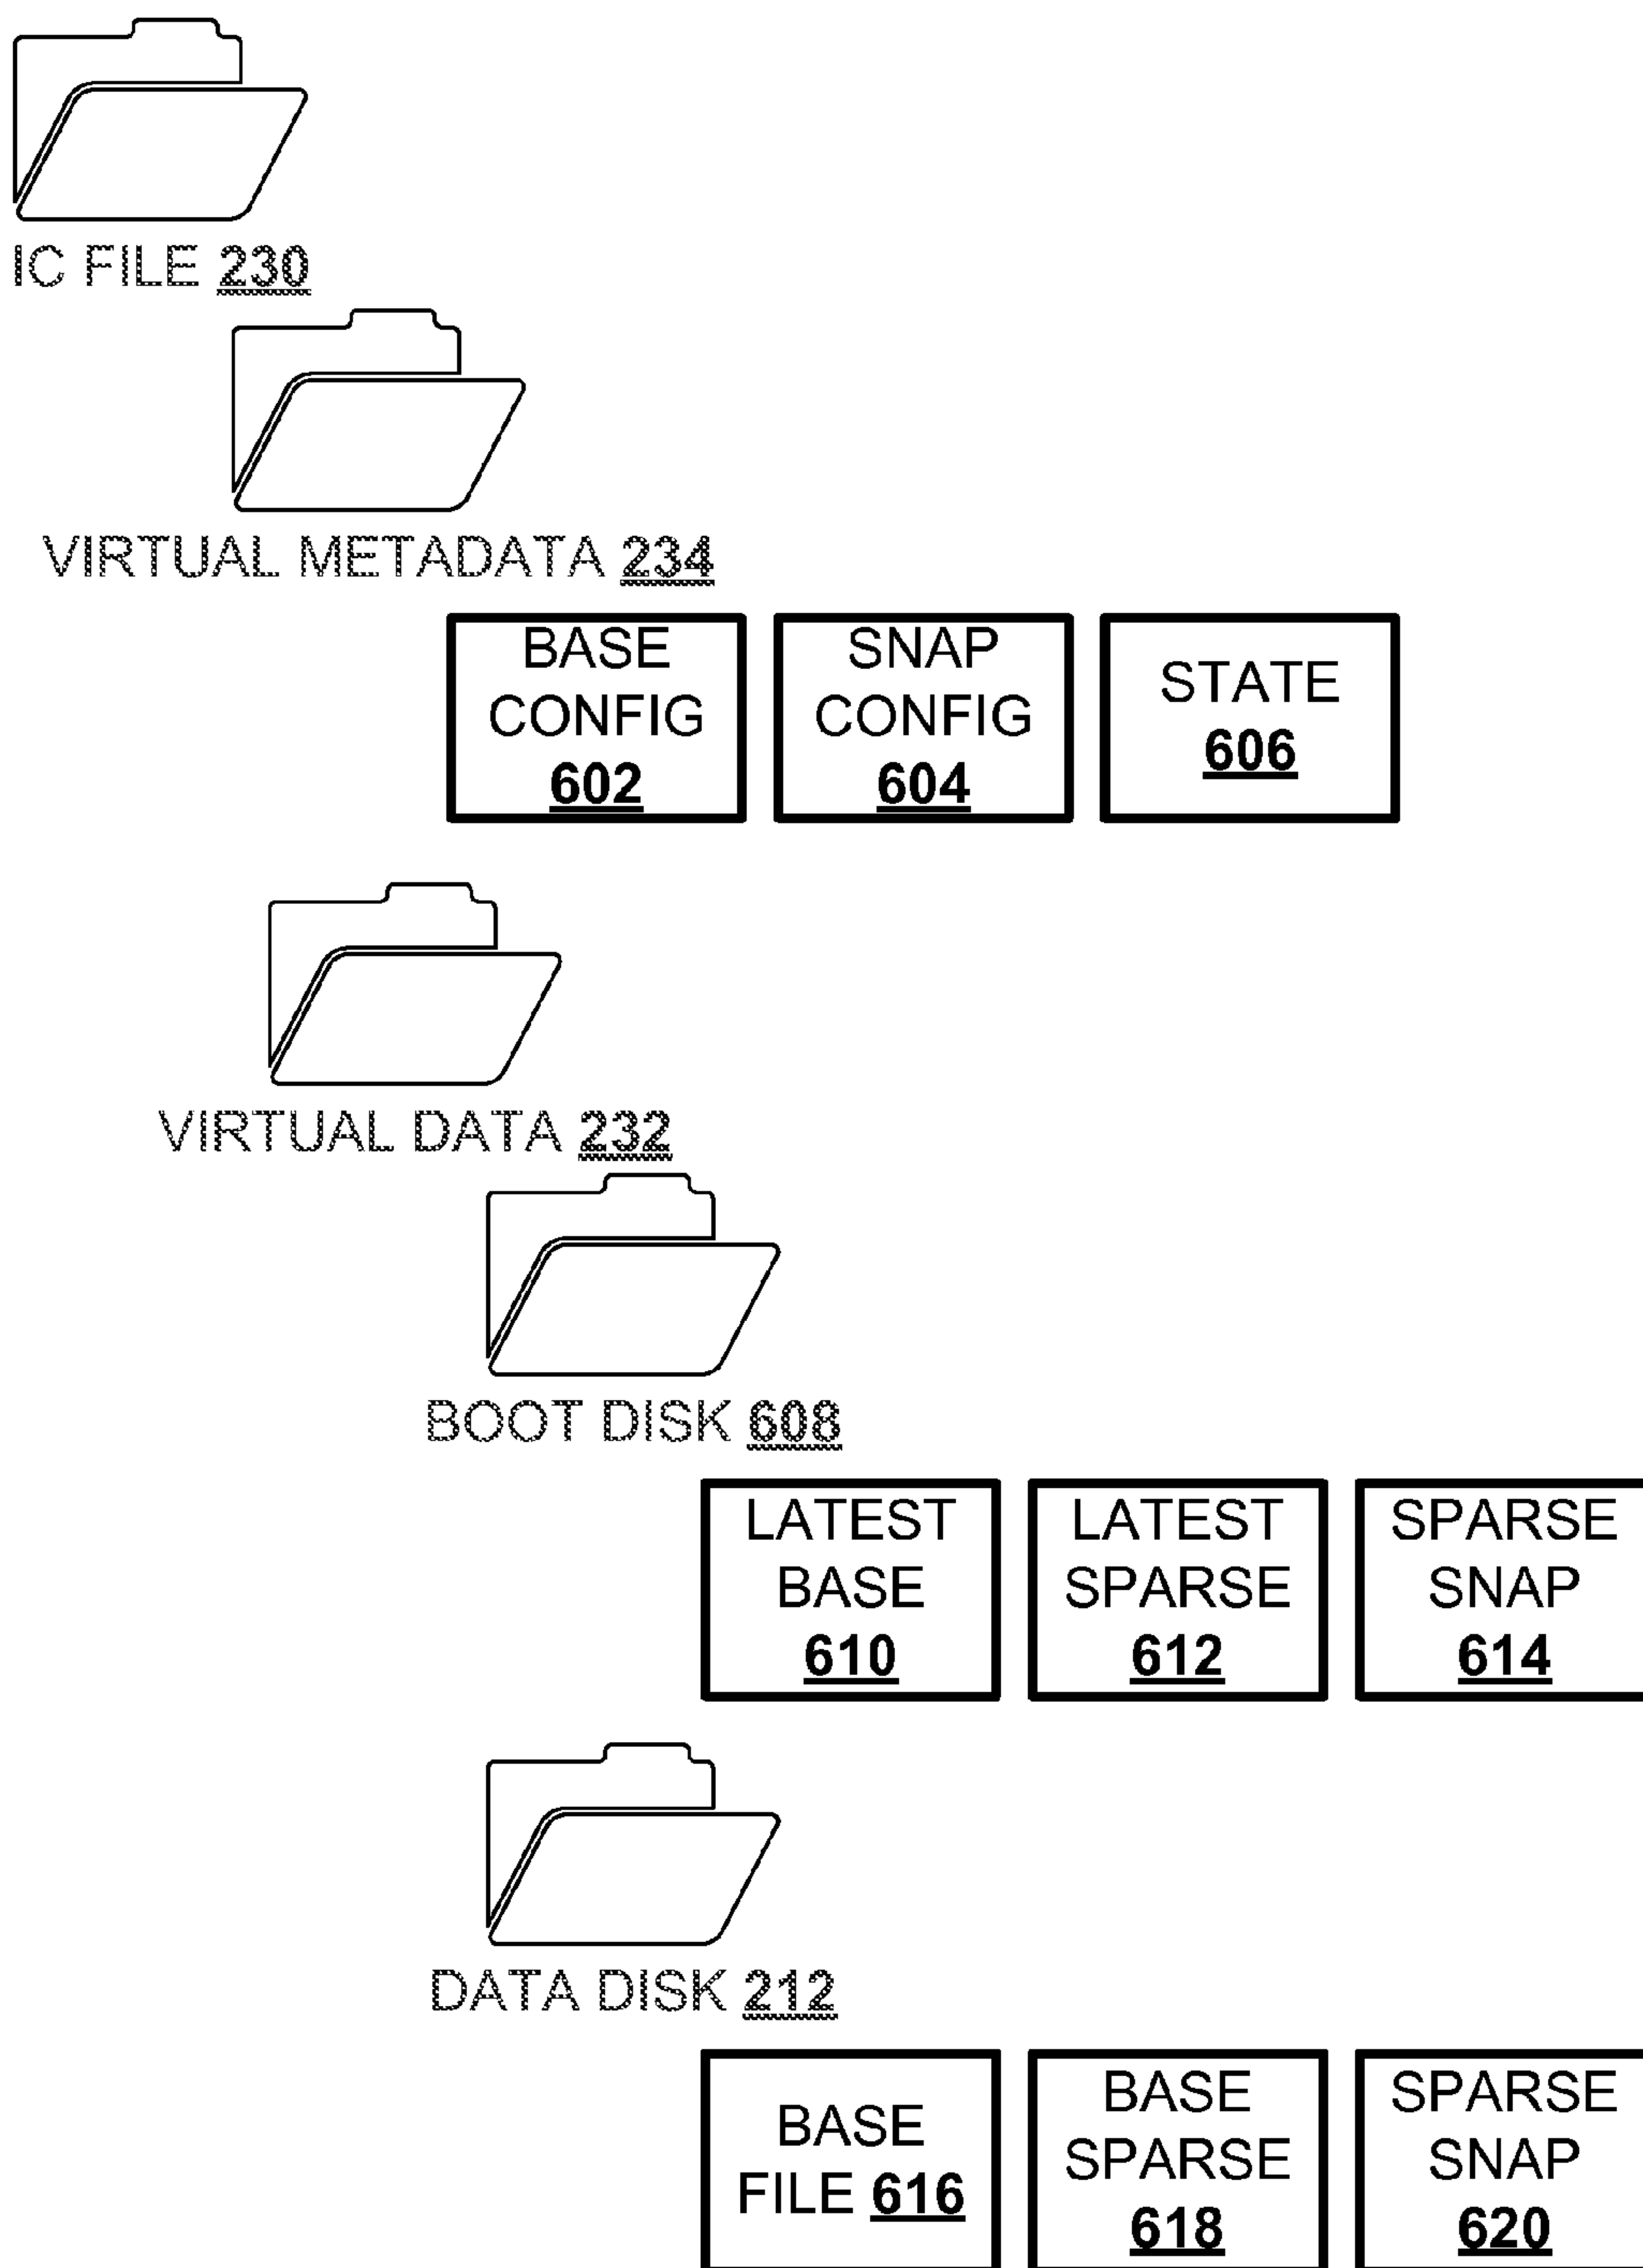 IC FILE 230
VIRTUAL METADATA 234
BASE
CONFIG
602
SNAP
CONFIG
604
STATE
606
VIRTUAL DATA 232
BOOT DISK 608
LATEST
BASE
610
LATEST
SPARSE
612
SPARSE
SNAP
614
DATA DISK 212
BASE
FILE 616
BASE
SPARSE
618
SPARSE
SNAP
620